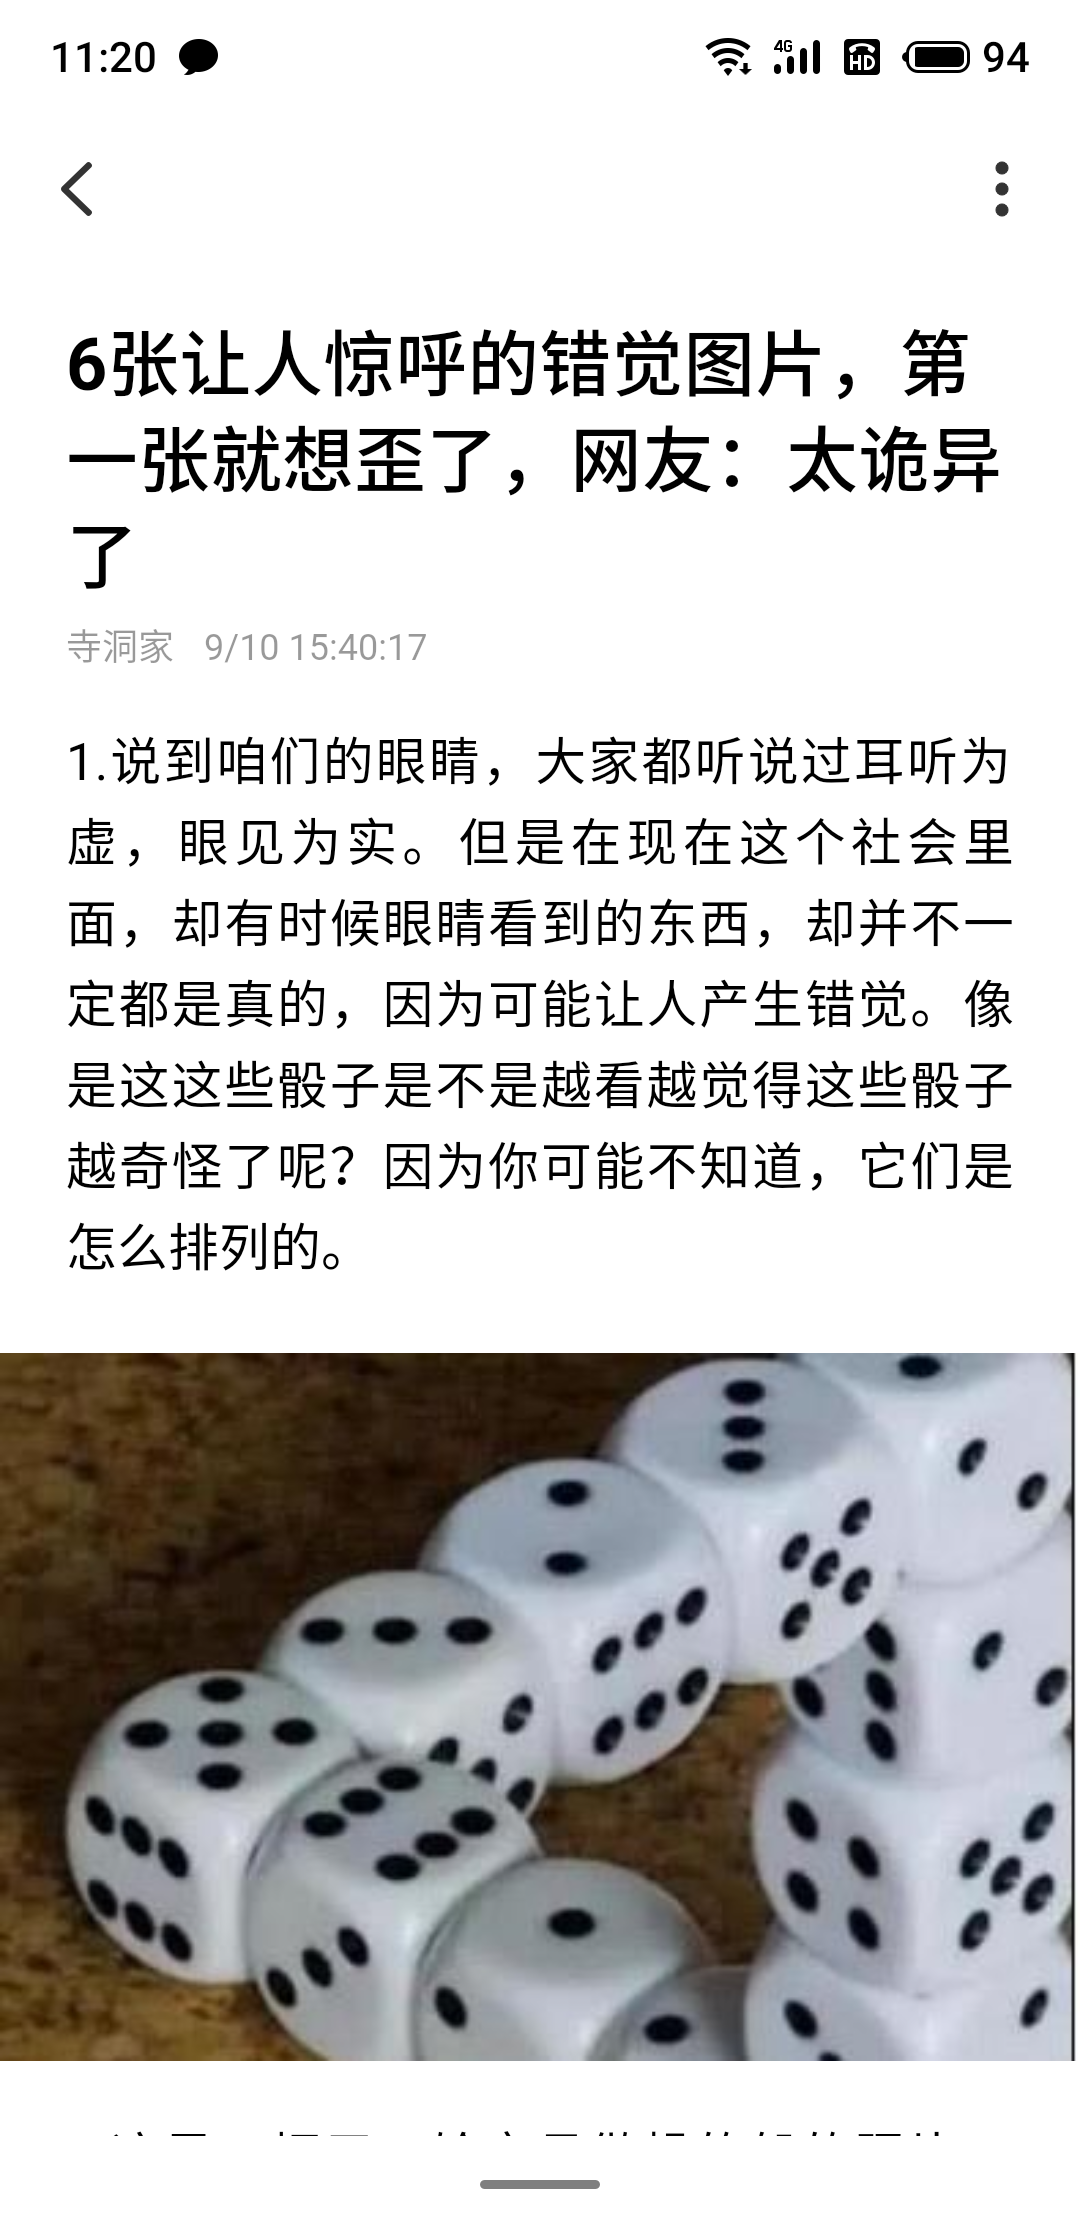 11:20
4G
HD
94
6张让人惊呼的错觉图片，第
一张就想歪了，网友：太诡异
了
寺洞家 9/10 15:40:17
1.说到咱们的眼睛，大家都听说过耳听为
虚，眼见为实。但是在现在这个社会里
面，却有时候眼睛看到的东西，却并不一
定都是真的，因为可能让人产生错觉。像
是这这些骰子是不是越看越觉得这些骰子
越奇怪了呢？因为你可能不知道，它们是
怎么排列的。